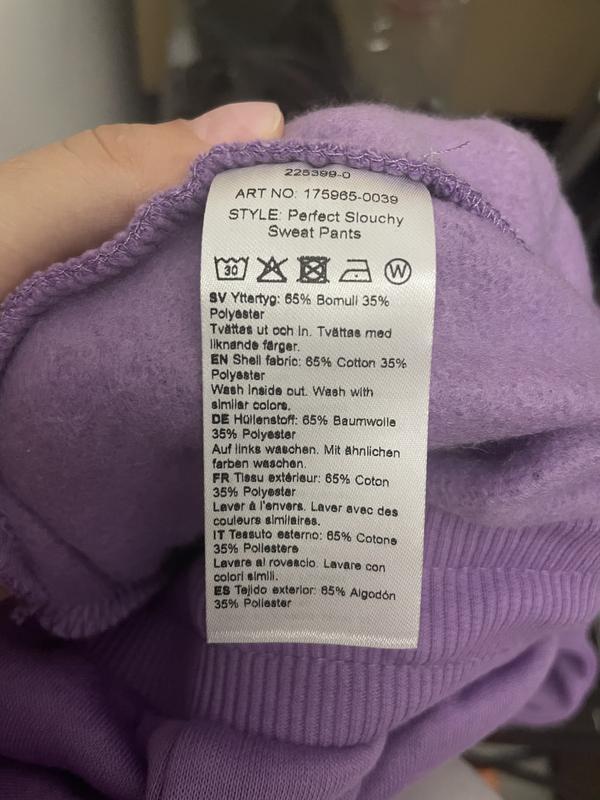 225399-0
ART NO: 175965-0039
STYLE: Perfect Slouchy
Sweat Pants
30
W
SV Yttertyg: 65% Bomull 35%
Polyester
Tvättas ut och in. Tvättas med
liknande färger.
EN Shell fabric: 65% Cotton 35%
Polyester
Wash inside out. Wash with
similar colors.
DE Hüllenstoff: 65% Baumwolle
35% Polyester
Auf links waschen. Mit ähnlichen
farben waschen.
FR Tissu extérieur: 65% Coton
35% Polyester
Laver à l'envers. Laver avec des
couleurs similaires.
IT Tessuto esterno: 65% Cotone
35% Poliestere
Lavare al rovescio. Lavare con
colori simili.
ES Tejido exterior: 65% Algodón
35% Poliester